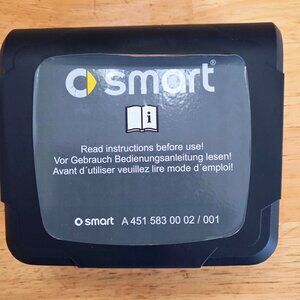 smart®
i
Read instructions before use!
Vor Gebrauch Bedienungsanleitung lesen!
Avant d´utiliser veuillez lire mode d´emploi!
smart A 451 583 00 02 / 001